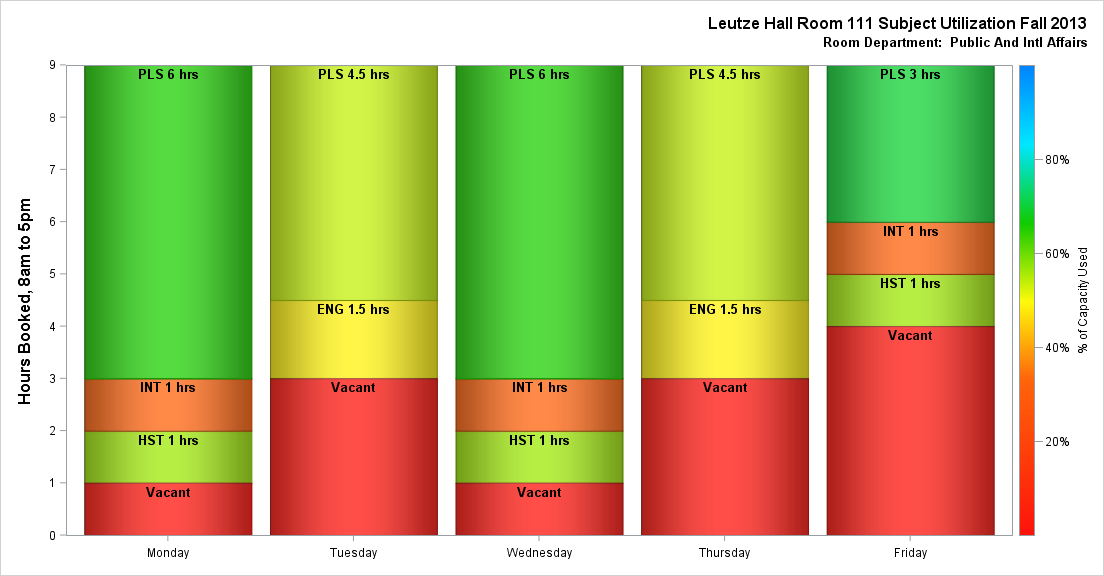 Leutze Hall Room 111 Subject Utilization Fall 2013
Room Department: Public And Intl Affairs
Hours Booked, 8am to 5pm
9
8
7
6
5
4
3
2
1
0
PLS 6 hrs
INT 1 hrs
HST 1 hrs
Vacant
PLS 4.5 hrs
ENG 1.5 hrs
Vacant
PLS 6 hrs
INT 1 hrs
HST 1 hrs
Vacant
PLS 4.5 hrs
ENG 1.5 hrs
Vacant
PLS 3 hrs
INT 1 hrs
HST 1 hrs
Vacant
Monday
Tuesday
Wednesday
Thursday
Friday
80%
60%
40%
20%
% of Capacity Used